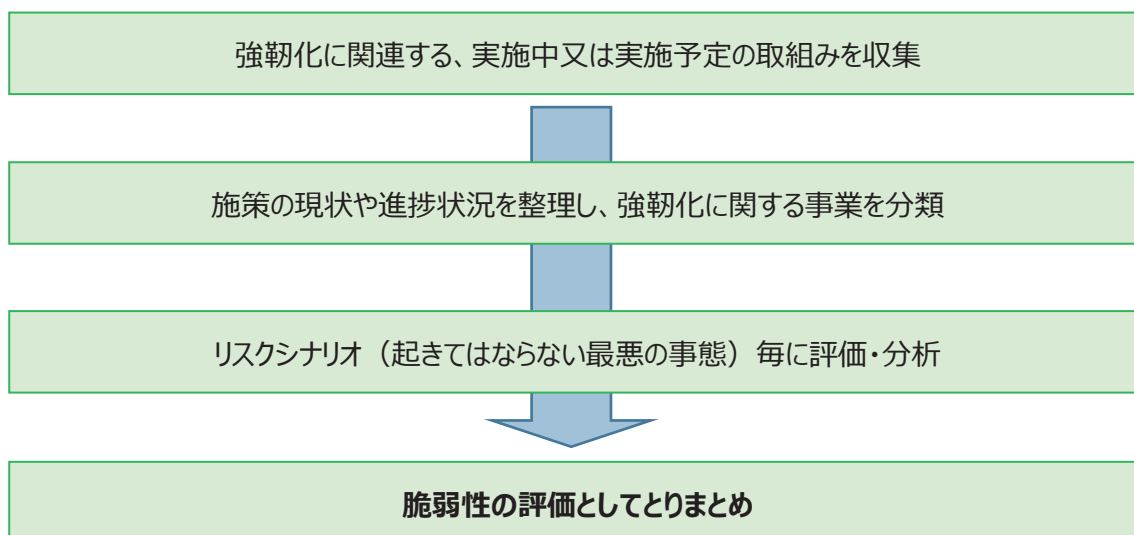 強靭化に関連する、実施中又は実施予定の取組みを収集
施策の現状や進捗状況を整理し、強靭化に関する事業を分類
リスクシナリオ（起きてはならない最悪の事態）毎に評価・分析
脆弱性の評価としてとりまとめ